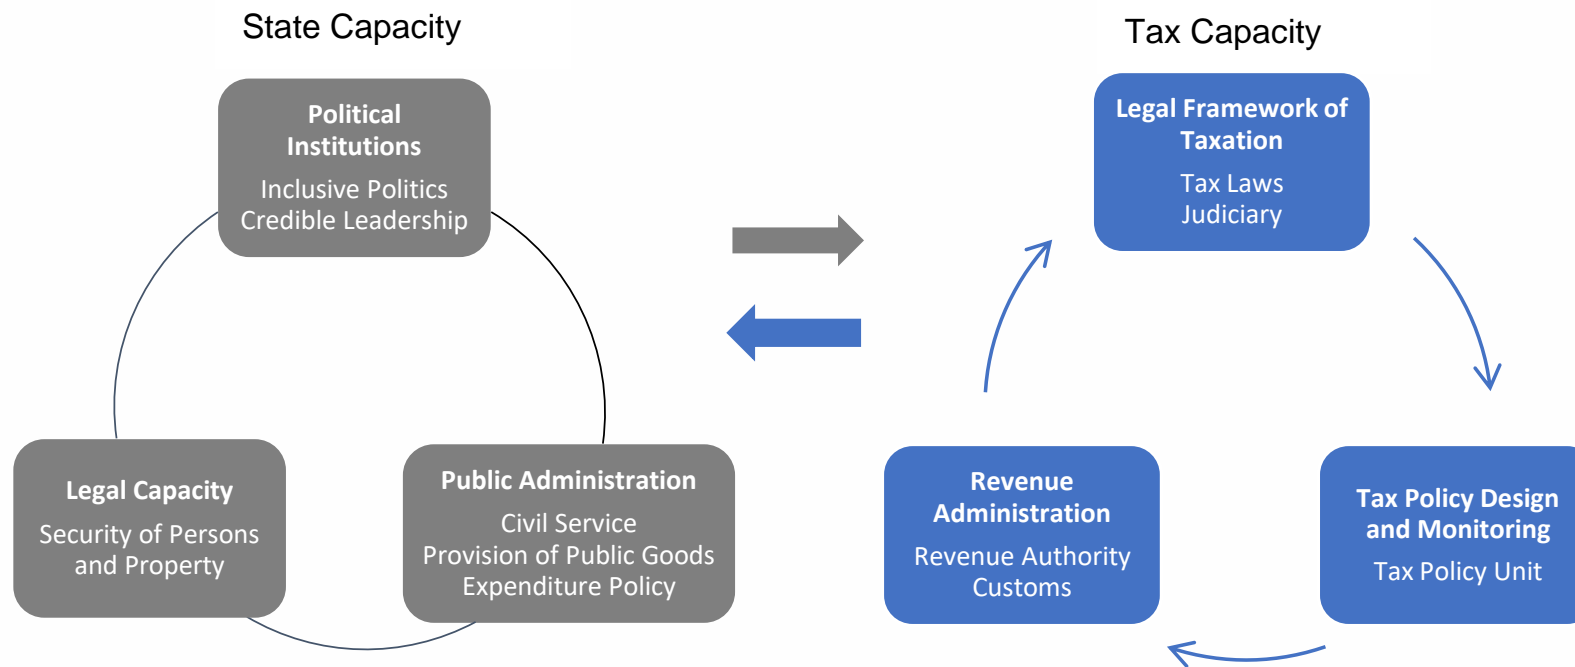 State Capacity
Political
Institutions
Inclusive Politics
Credible Leadership
Legal Capacity
Security of Persons
and Property
Public Administration
Civil Service
Provision of Public Goods
Expenditure Policy
Tax Capacity
Legal Framework of
Taxation
Tax Laws
Judiciary
Revenue
Administration
Revenue Authority
Customs
Tax Policy Design
and Monitoring
Tax Policy Unit